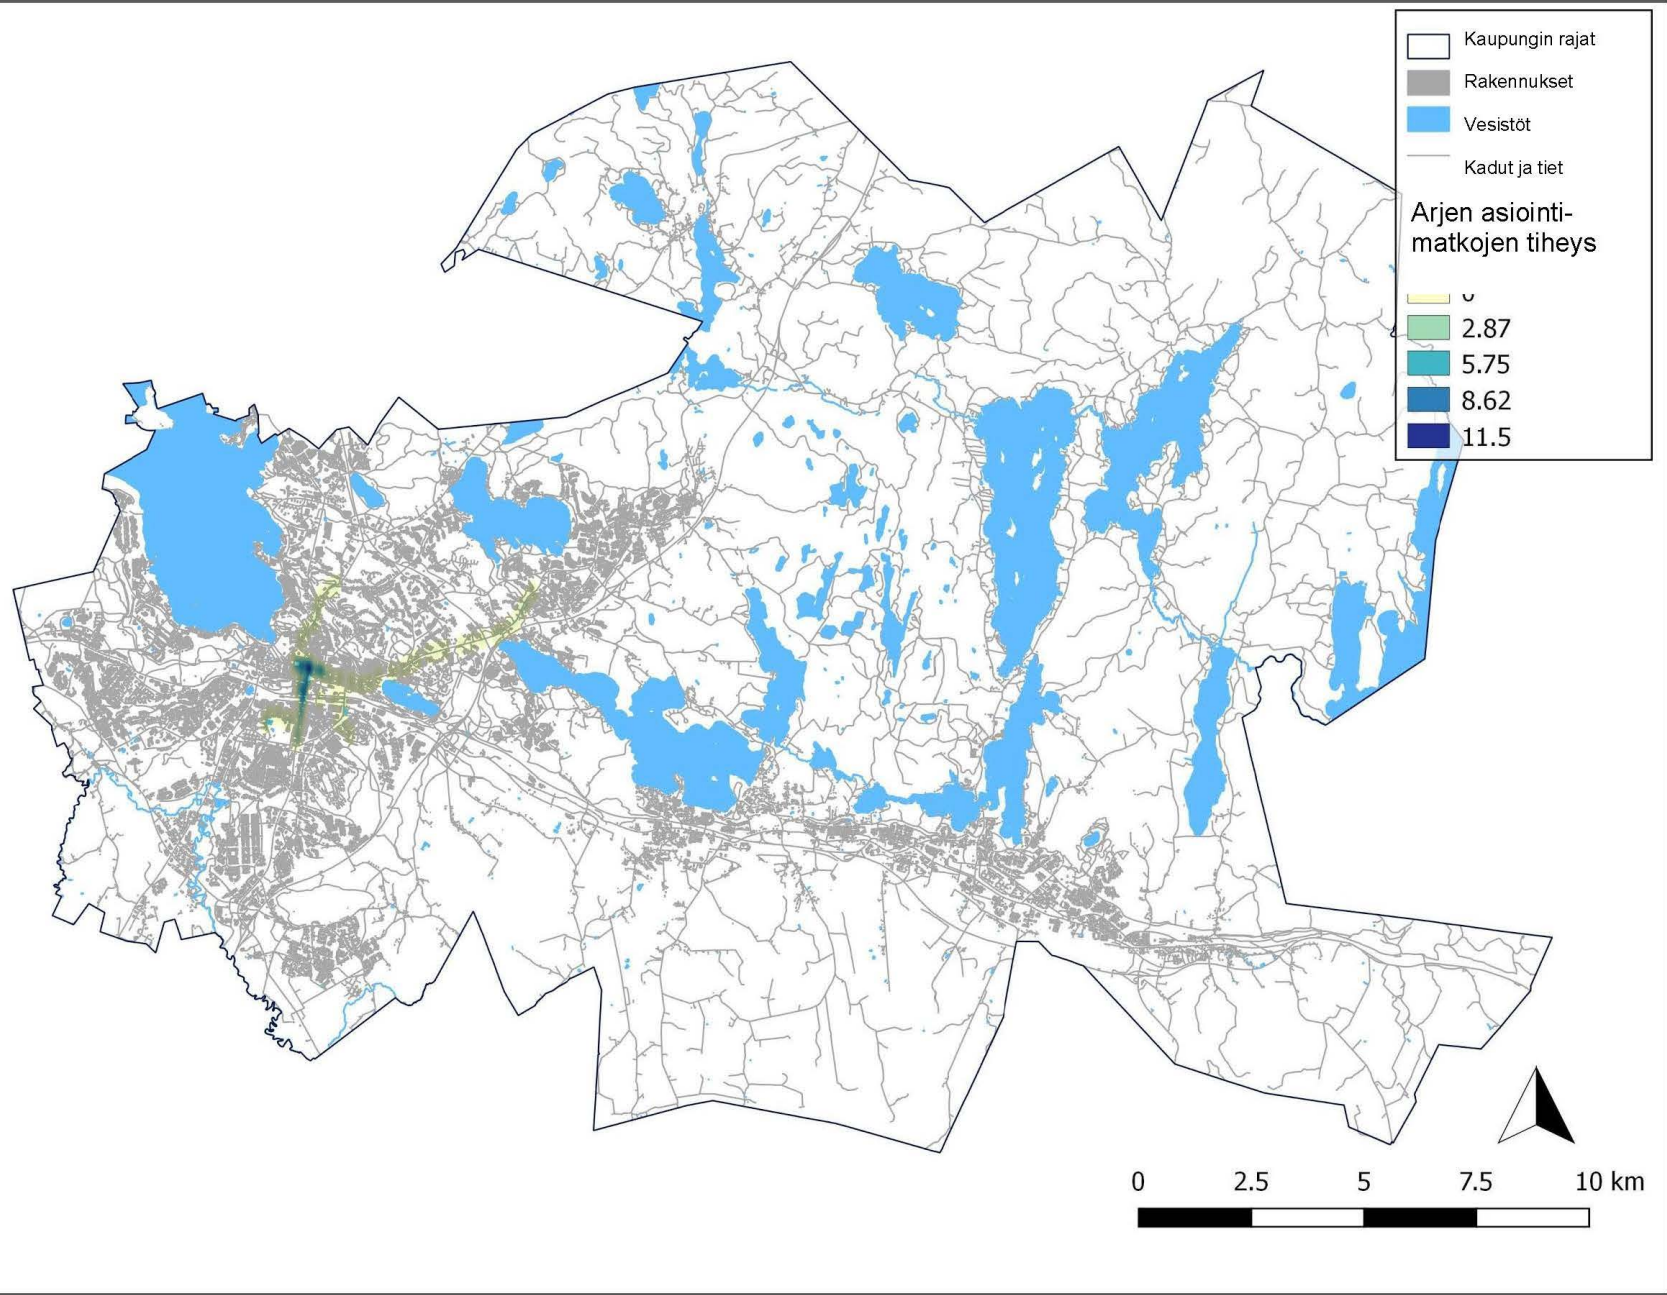 Kaupungin rajat
Rakennukset
Vesistöt
Kadut ja tiet
Arjen asiointi-
matkojen tiheys
0
2.87
5.75
8.62
11.5
0 2.5 5 7.5 10 km